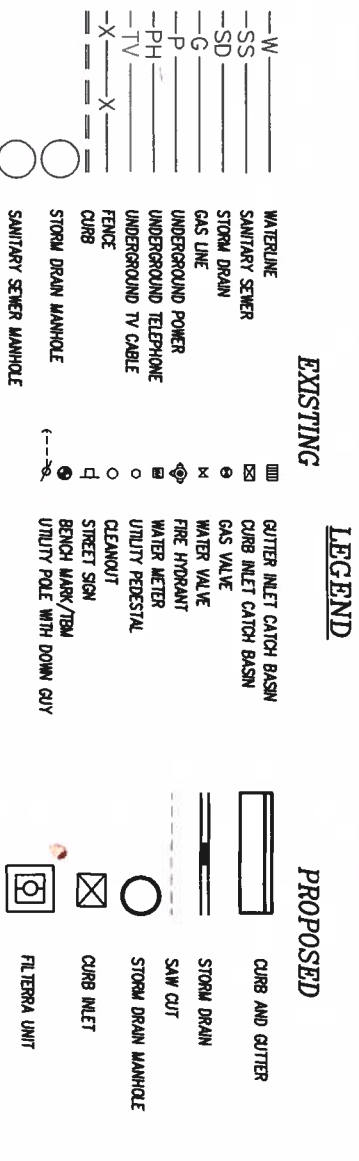 LEGEND
EXISTING
W WATERLINE
SS SANITARY SEWER
SD STORM DRAIN
G GAS LINE
P UNDERGROUND POWER
PH UNDERGROUND TELEPHONE
TV UNDERGROUND TV CABLE
X X FENCE
CURB
STORM DRAIN MANHOLE
SANITARY SEWER MANHOLE
GUTTER INLET CATCH BASIN
CURB INLET CATCH BASIN
GAS VALVE
WATER VALVE
FIRE HYDRANT
WATER METER
UTILITY PEDESTAL
CLEANOUT
STREET SIGN
BENCH MARK/TBM
UTILITY POLE WITH DOWN GUY
PROPOSED
CURB AND GUTTER
STORM DRAIN
SAW CUT
STORM DRAIN MANHOLE
CURB INLET
FILTERRA UNIT